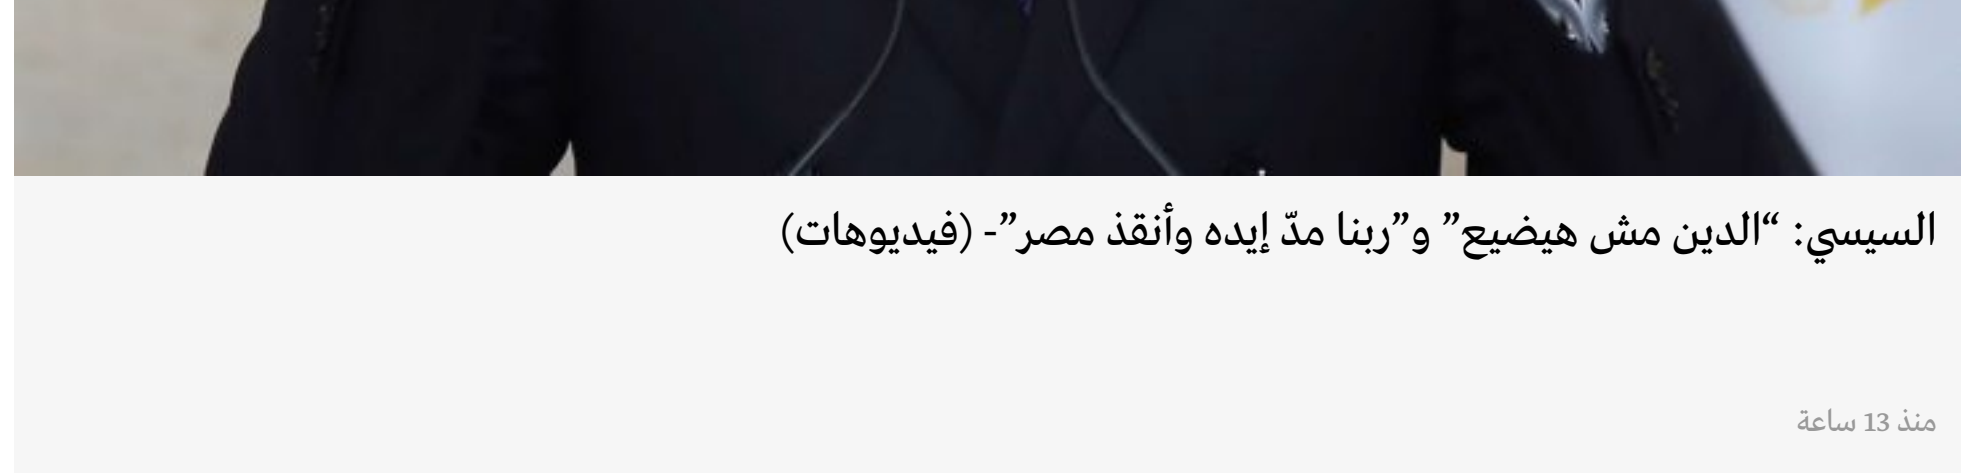 السيسي: “الدين مش هيضيع” و”ربنا مدّ إيده وأنقذ مصر”- (فيديوهات)
منذ 13 ساعة